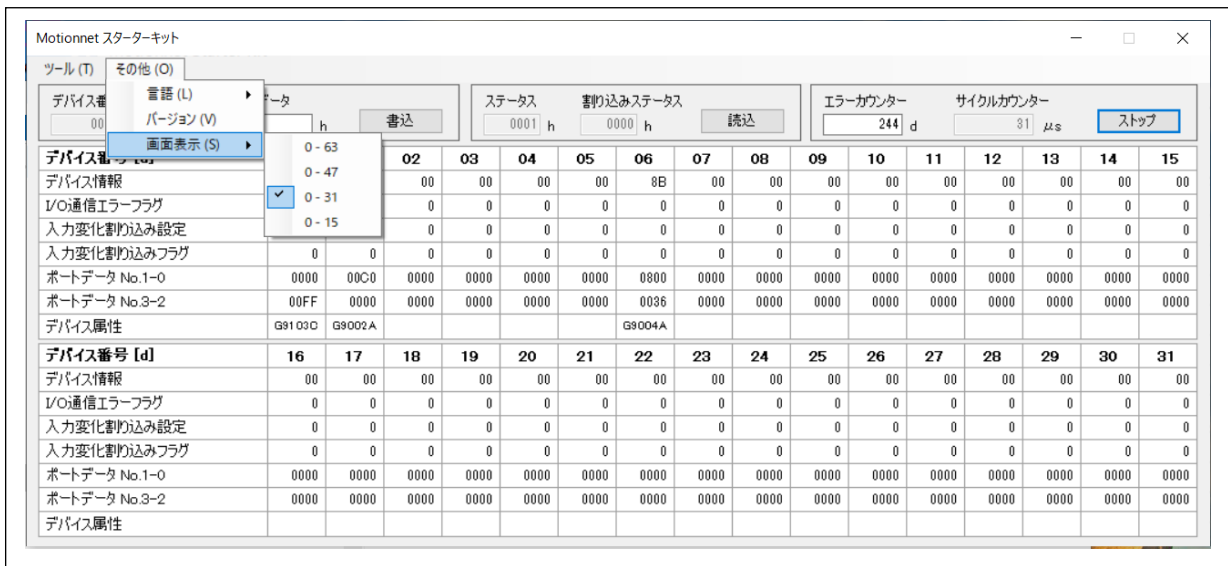 Motionnet スターターキット
ツール (T) その他 (O)
言語 (L)
バージョン (V)
画面表示 (S)
0 - 63
0 - 47
0 - 31
0 - 15
デバイス番 ータ ステータス 割り込みステータス エラーカウンター サイクルカウンター
00 h 書込 0001 h 0000 h 読込 244 d 31 μs ストップ
デバイス番号 [d] 02 03 04 05 06 07 08 09 10 11 12 13 14 15
デバイス情報 00 00 00 00 8B 00 00 00 00 00 00 00 00 00
I/O通信エラーフラグ 0 0 0 0 0 0 0 0 0 0 0 0 0 0
入力変化割り込み設定 0 0 0 0 0 0 0 0 0 0 0 0 0 0
入力変化割り込みフラグ 0 0 0 0 0 0 0 0 0 0 0 0 0 0 0 0
ポートデータ No.1-0 0000 00C0 0000 0000 0000 0000 0800 0000 0000 0000 0000 0000 0000 0000 0000 0000
ポートデータ No.3-2 00FF 0000 0000 0000 0000 0000 0036 0000 0000 0000 0000 0000 0000 0000 0000 0000
デバイス属性 G9103C G9002A G9004A
デバイス番号 [d] 16 17 18 19 20 21 22 23 24 25 26 27 28 29 30 31
デバイス情報 00 00 00 00 00 00 00 00 00 00 00 00 00 00 00 00
I/O通信エラーフラグ 0 0 0 0 0 0 0 0 0 0 0 0 0 0 0 0
入力変化割り込み設定 0 0 0 0 0 0 0 0 0 0 0 0 0 0 0 0
入力変化割り込みフラグ 0 0 0 0 0 0 0 0 0 0 0 0 0 0 0 0
ポートデータ No.1-0 0000 0000 0000 0000 0000 0000 0000 0000 0000 0000 0000 0000 0000 0000 0000 0000
ポートデータ No.3-2 0000 0000 0000 0000 0000 0000 0000 0000 0000 0000 0000 0000 0000 0000 0000 0000
デバイス属性